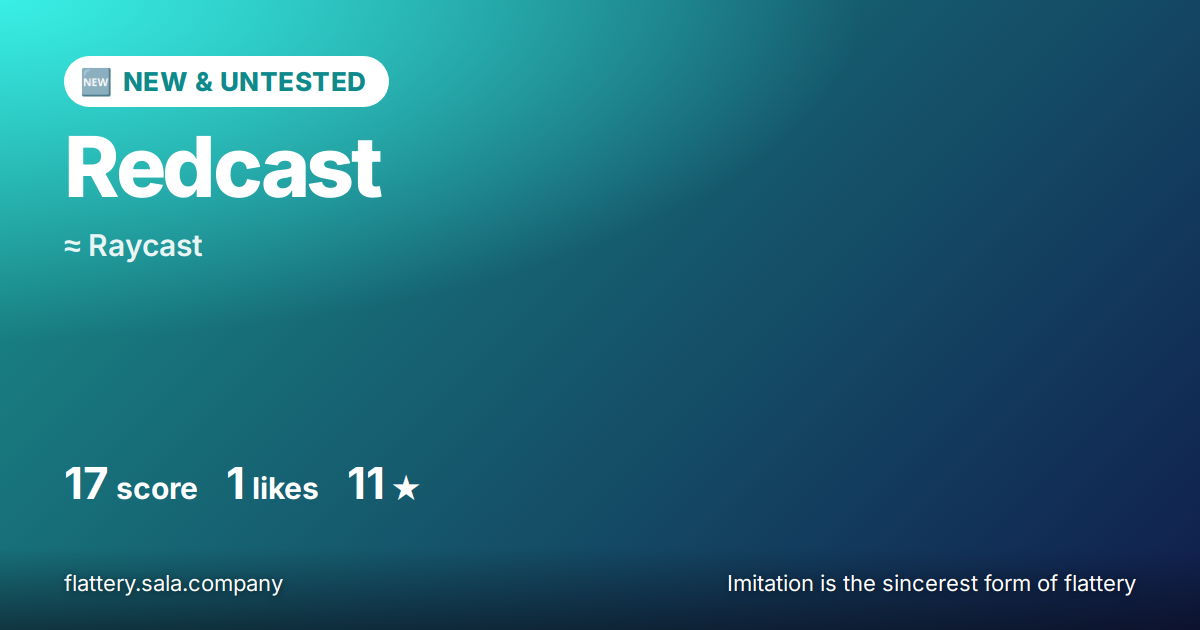 🆕 NEW & UNTESTED
Redcast
≈ Raycast
17 score 1 likes 11 ★
flattery.sala.company
Imitation is the sincerest form of flattery